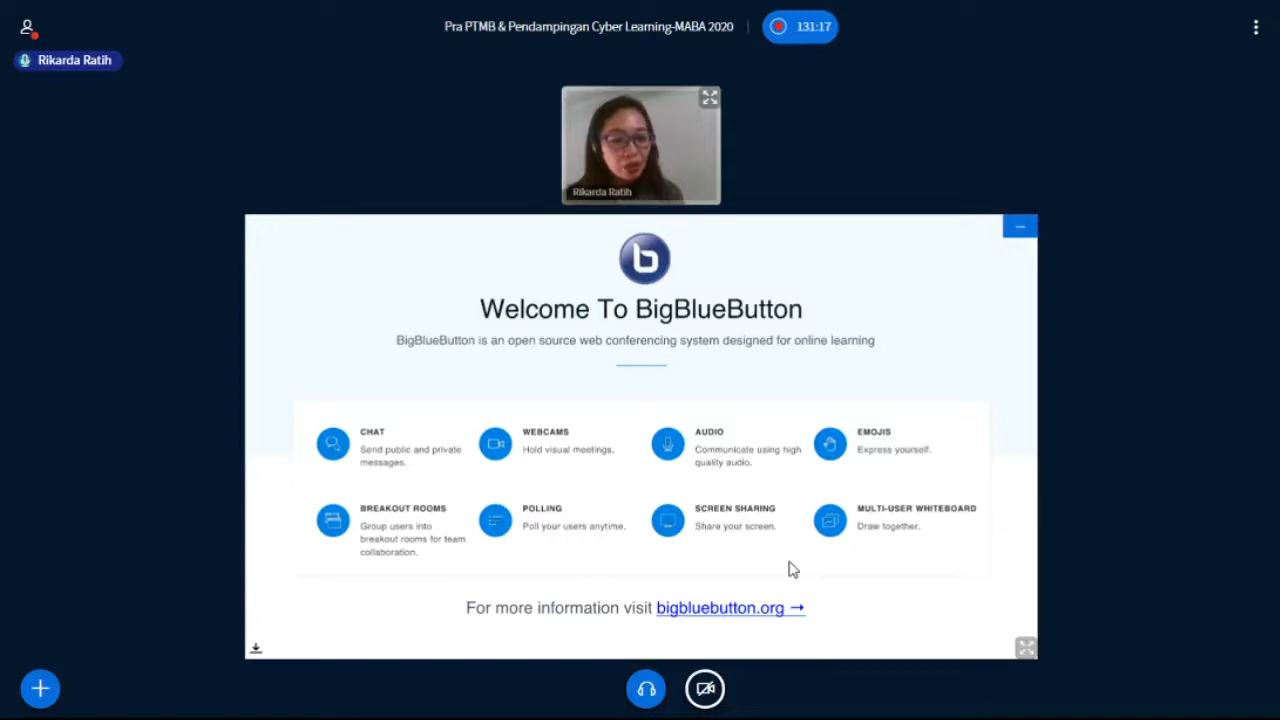 Pra PTMB & Pendampingan Cyber Learning-MABA 2020
131:17
Rikarda Ratih
Rikarda Ratih
Welcome To BigBlueButton
BigBlueButton is an open source web conferencing system designed for online learning
CHAT
Send public and private
messages.
WEBCAMS
Hold visual meetings.
AUDIO
Communicate using high
quality audio.
EMOJIS
Express yourself.
BREAKOUT ROOMS
Group users into
breakout rooms for team
collaboration.
POLLING
Poll your users anytime.
SCREEN SHARING
Share your screen.
MULTI-USER WHITEBOARD
Draw together.
For more information visit bigbluebutton.org →